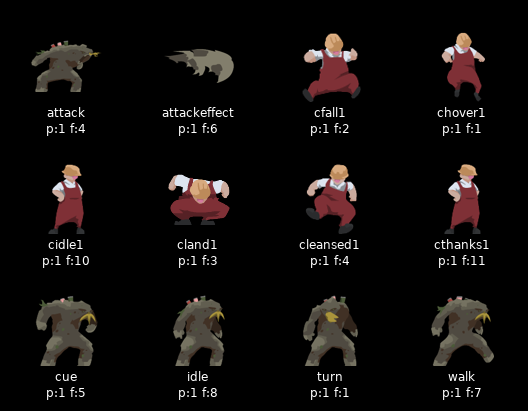 attack attackeffect cfall1 chover1
p:1 f:4 p:1 f:6 p:1 f:2 p:1 f:1
cidle1 cland1 cleansed1 cthanks1
p:1 f:10 p:1 f:3 p:1 f:4 p:1 f:11
cue idle turn walk
p:1 f:5 p:1 f:8 p:1 f:1 p:1 f:7